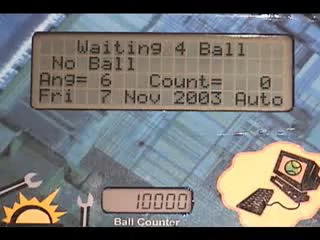 Waiting 4 Ball
No Ball
Ang= 6 Count= 0
Fri 7 Nov 2003 Auto
10000
Ball Counter